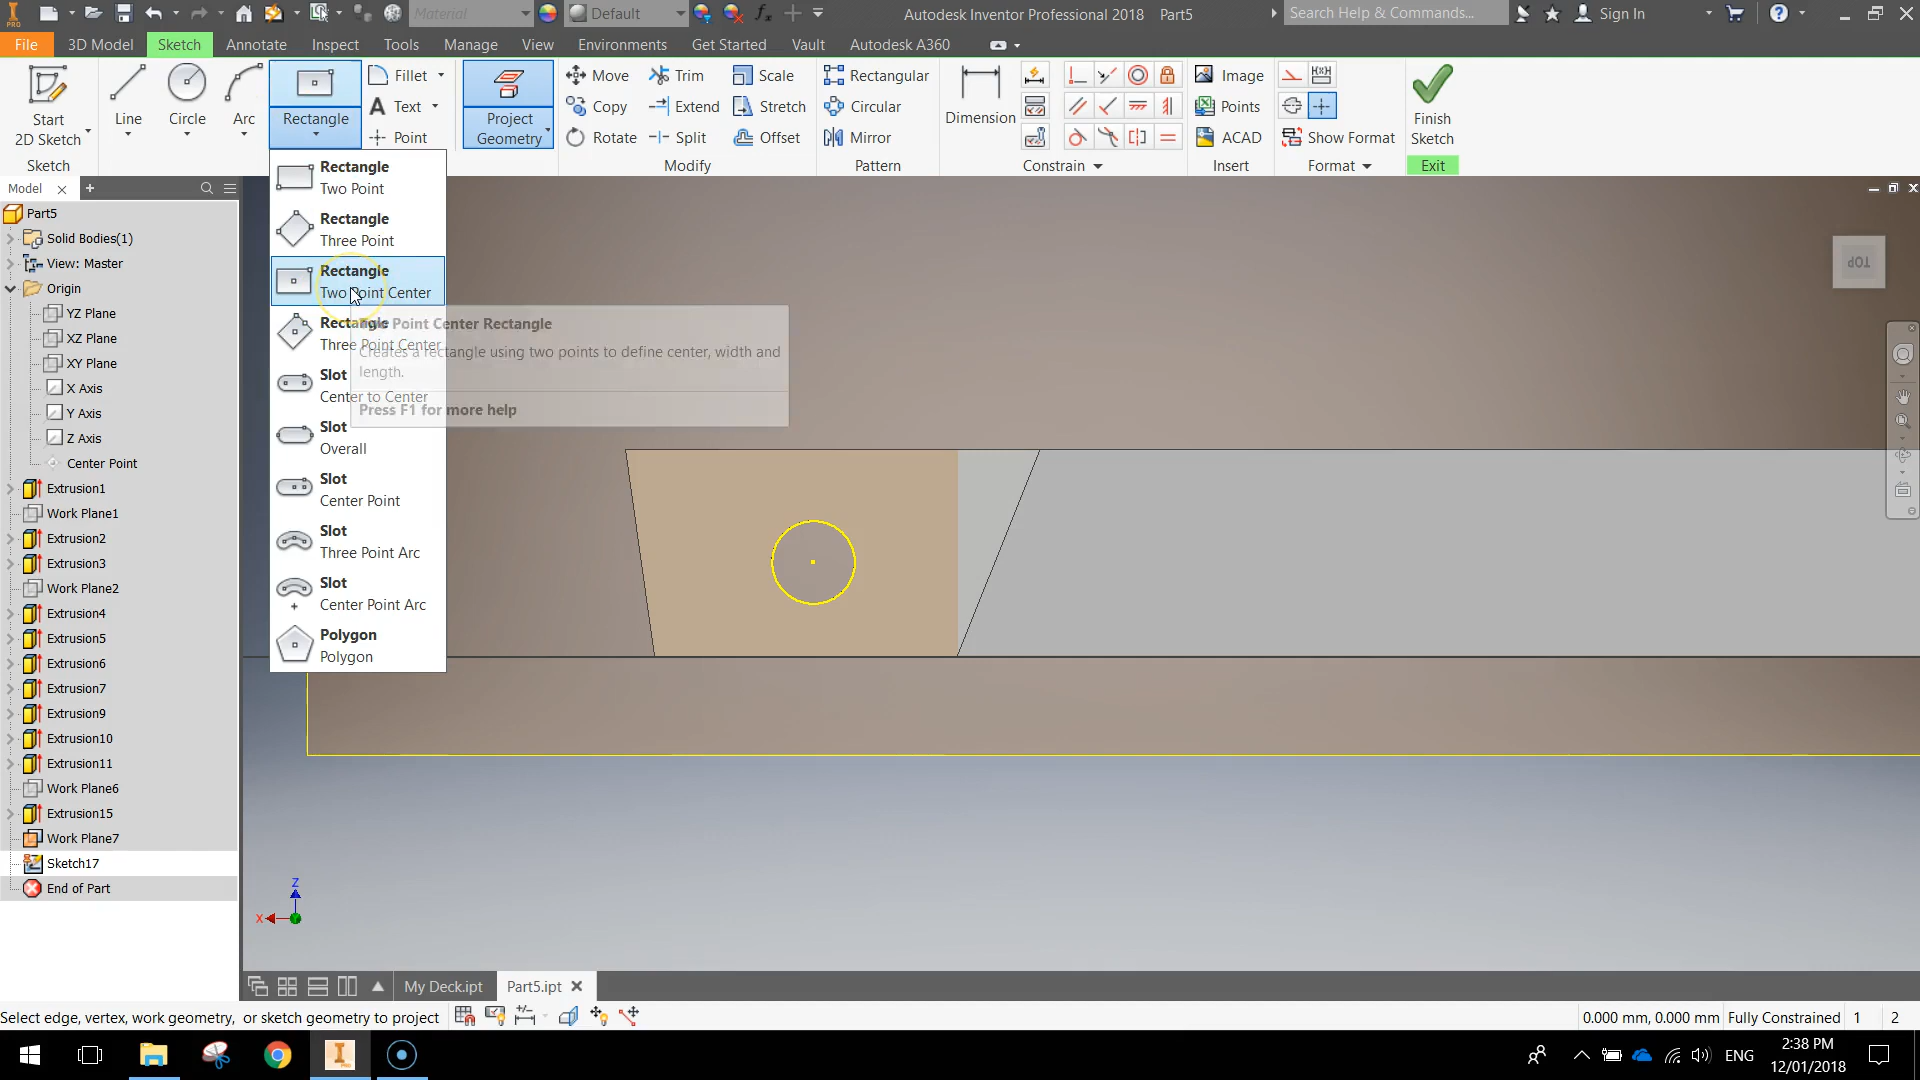 PRO
Material
Default
Autodesk Inventor Professional 2018 Part5
Search Help & Commands...
Sign In
File
3D Model
Sketch
Annotate
Inspect
Tools
Manage
View
Environments
Get Started
Vault
Autodesk A360
Start
2D Sketch
Line
Circle
Arc
Rectangle
Fillet
Text
Point
Project
Geometry
Move
Copy
Rotate
Trim
Extend
Split
Scale
Stretch
Offset
Rectangular
Circular
Mirror
Dimension
Image
Points
ACAD
Show Format
Finish
Sketch
Sketch
Modify
Pattern
Constrain
Insert
Format
Exit
Model
Part5
Solid Bodies(1)
View: Master
Origin
YZ Plane
XZ Plane
XY Plane
X Axis
Y Axis
Z Axis
Center Point
Extrusion1
Work Plane1
Extrusion2
Extrusion3
Work Plane2
Extrusion4
Extrusion5
Extrusion6
Extrusion7
Extrusion9
Extrusion10
Extrusion11
Work Plane6
Extrusion15
Work Plane7
Sketch17
End of Part
Rectangle
Two Point
Rectangle
Three Point
Rectangle
Two Point Center
Rectangle
Three Point Center
Slot
Center to Center
Slot
Overall
Slot
Center Point
Slot
Three Point Arc
Slot
Center Point Arc
Polygon
Polygon
Two Point Center Rectangle
Creates a rectangle using two points to define center, width and
length.
Press F1 for more help
TOP
Z
X
My Deck.ipt
Part5.ipt
Select edge, vertex, work geometry, or sketch geometry to project
0.000 mm, 0.000 mm
Fully Constrained
1
2
ENG
2:38 PM
12/01/2018